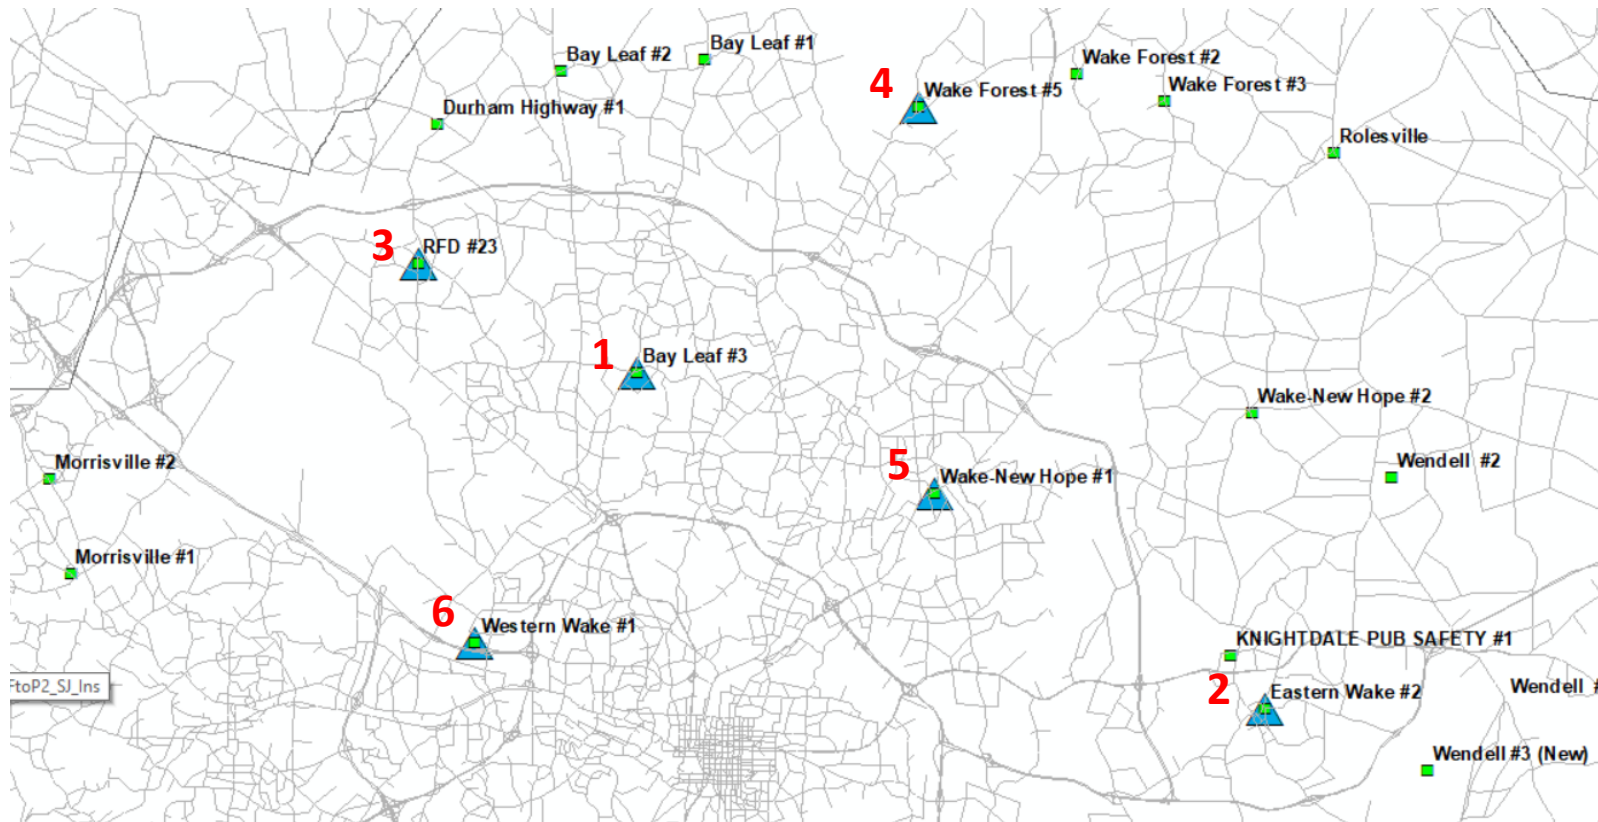 Bay Leaf #1
Bay Leaf #2
Wake Forest #2
4
Wake Forest #5
Wake Forest #3
Durham Highway #1
Rolesville
3
RFD #23
1
Bay Leaf #3
Wake-New Hope #2
Morrisville #2
5
Wake-New Hope #1
Wendell #2
Morrisville #1
6
Western Wake #1
KNIGHTDALE PUB SAFETY #1
FtoP2_SJ_Ins
2
Eastern Wake #2
Wendell #
Wendell #3 (New)